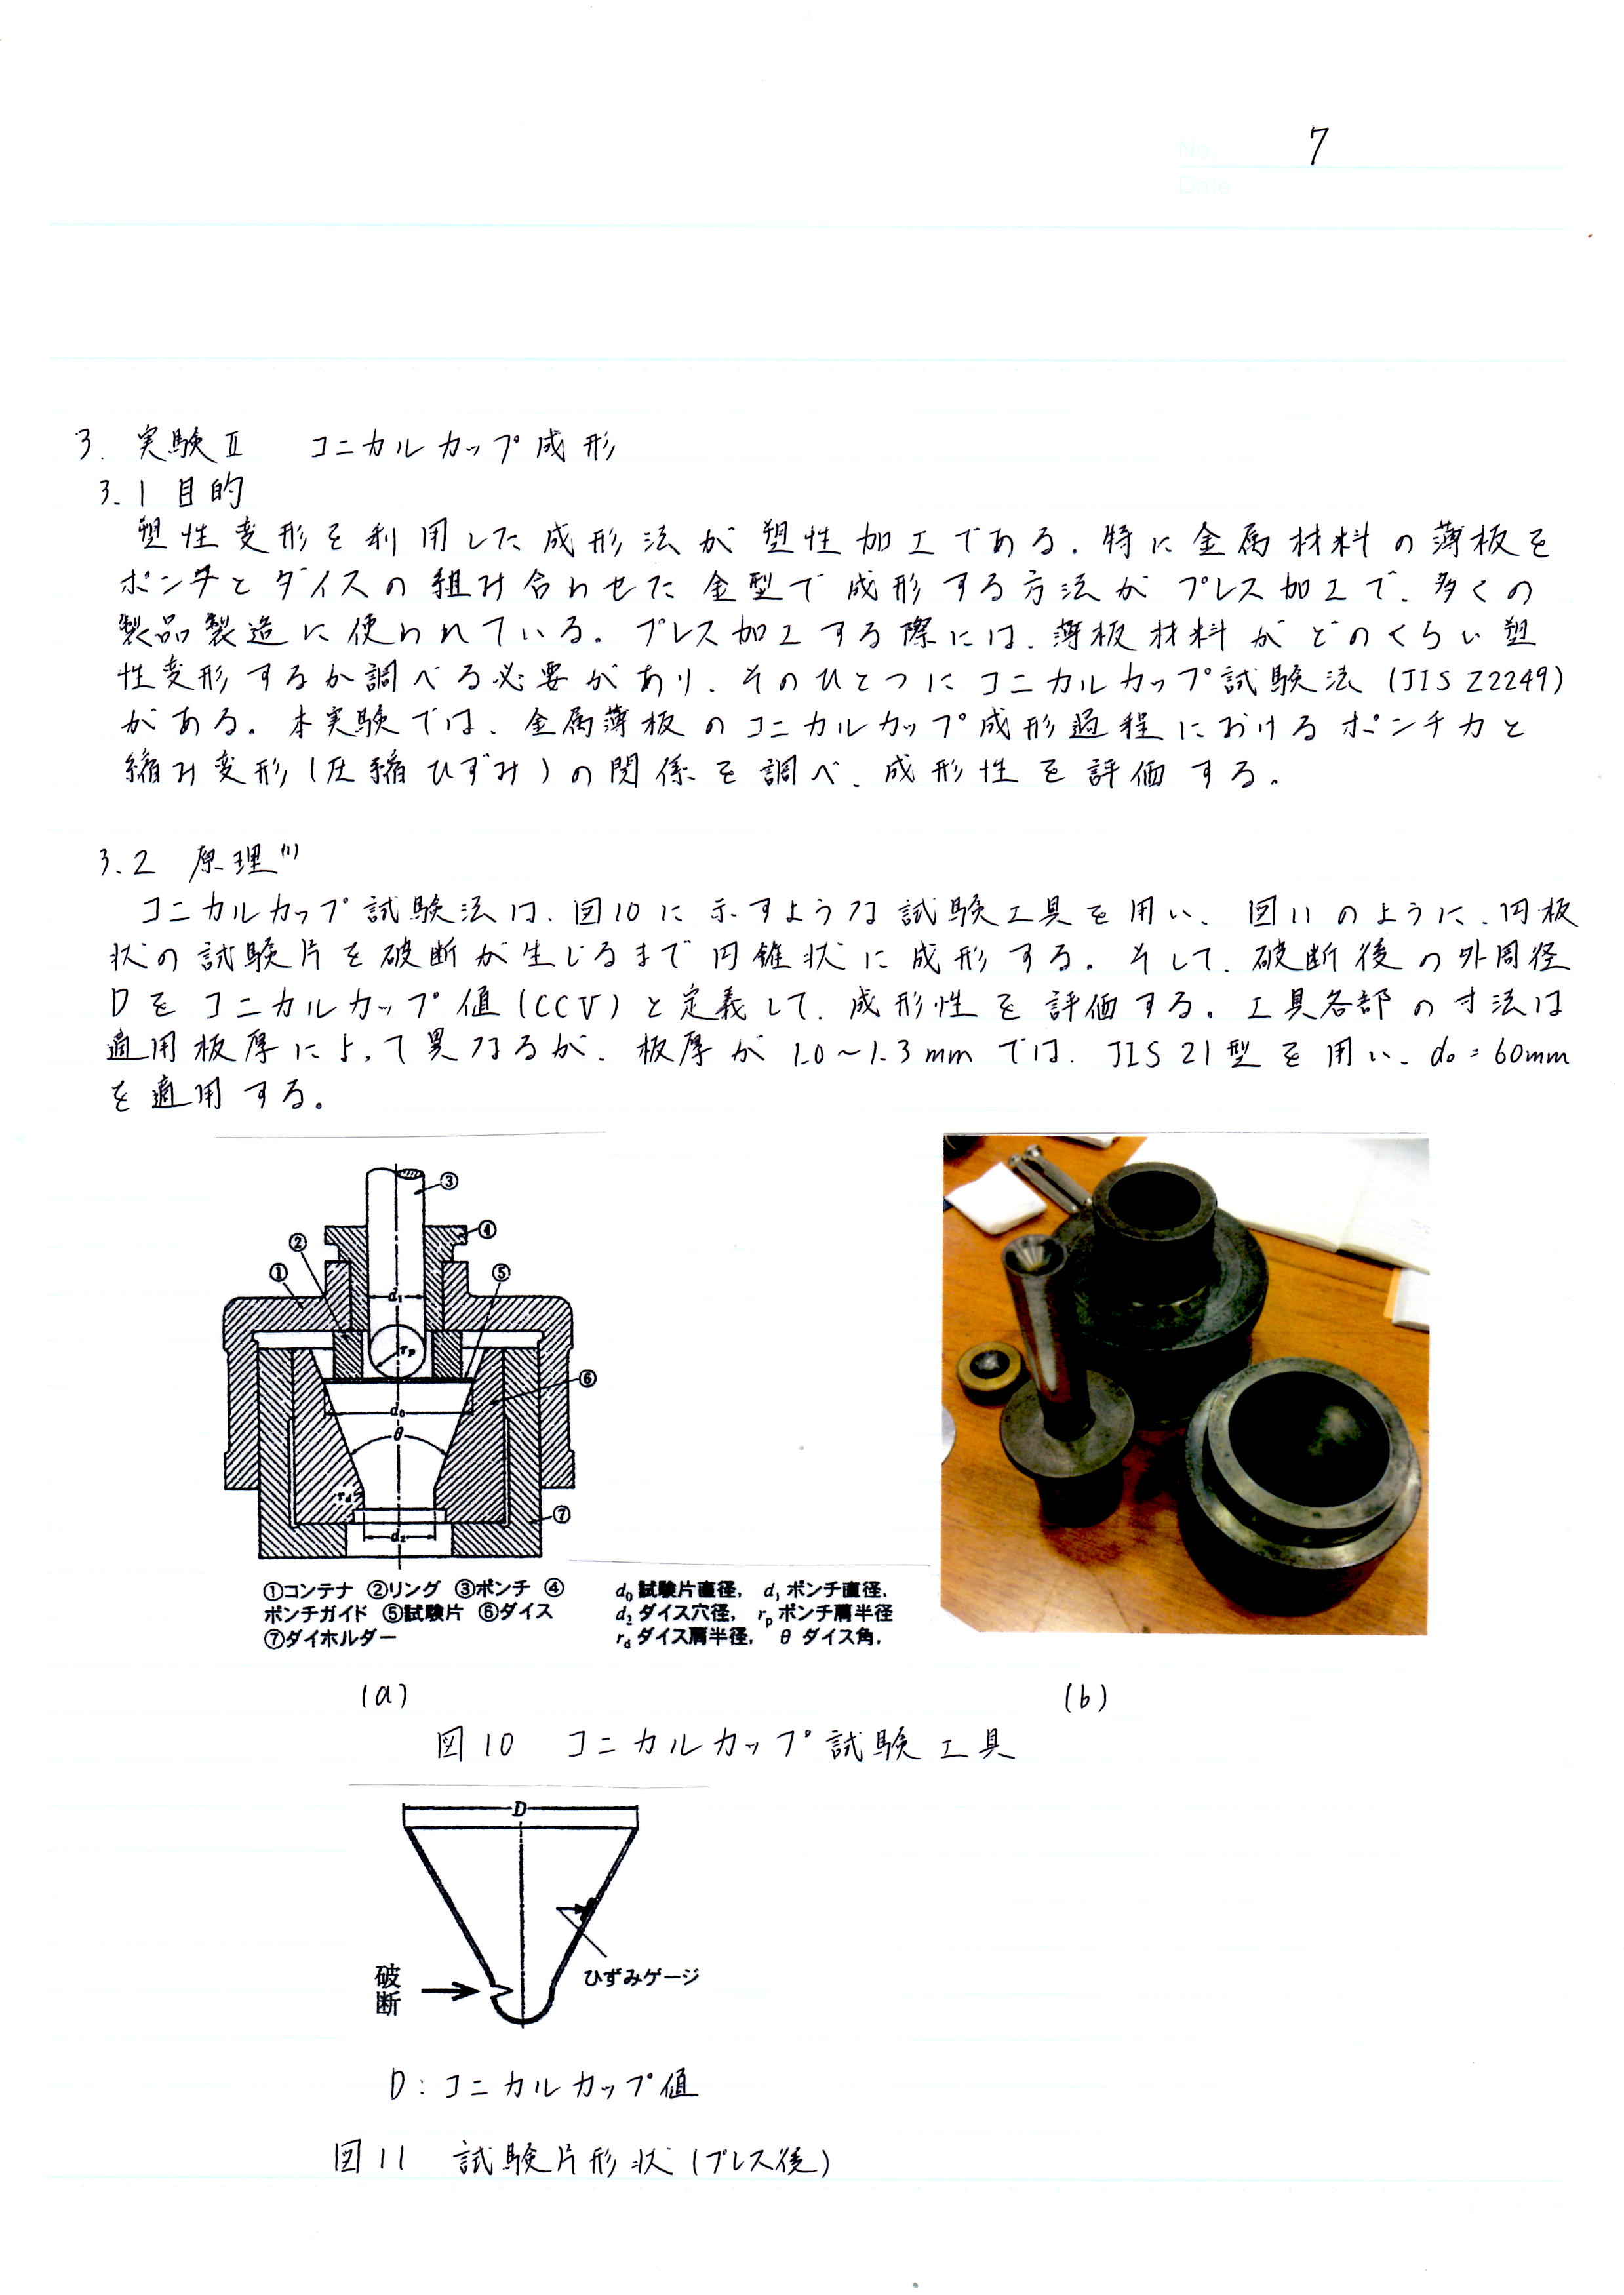 No. 7
Date
3. 実験Ⅱ コニカルカップ成形
3.1 目的
塑性変形を利用した成形法が塑性加工である。特に金属材料の薄板を
ポンチとダイスの組み合わせた金型で成形する方法がプレス加工で、多くの
製品製造に使われている。プレス加工する際には、薄板材料がどのくらい塑
性変形するか調べる必要があり、そのひとつにコニカルカップ試験法(JIS Z2249)
がある。本実験では、金属薄板のコニカルカップ成形過程におけるポンチ力と
縮み変形(圧縮ひずみ)の関係を調べ、成形性を評価する。
3.2 原理(1)
コニカルカップ試験法は、図10に示すような試験工具を用い、図11のように、円板
状の試験片を破断が生じるまで円錐状に成形する。そして、破断後の外周径
Dをコニカルカップ値(CCV)と定義して、成形性を評価する。工具各部の寸法は
適用板厚によって異なるが、板厚が1.0~1.3mmでは、JIS 21型を用い、d₀=60mm
を適用する。
③
④
②
①
⑤
d₁
rp
⑥
d₀
θ
rd
⑦
d₂
①コンテナ ②リング ③ポンチ ④
ポンチガイド ⑤試験片 ⑥ダイス
⑦ダイホルダー
d₀ 試験片直径, d₁ ポンチ直径,
d₂ ダイス穴径, rp ポンチ肩半径
rd ダイス肩半径, θ ダイス角,
(a)
(b)
図10 コニカルカップ試験工具
D
ひずみゲージ
破断
D:コニカルカップ値
図11 試験片形状(プレス後)